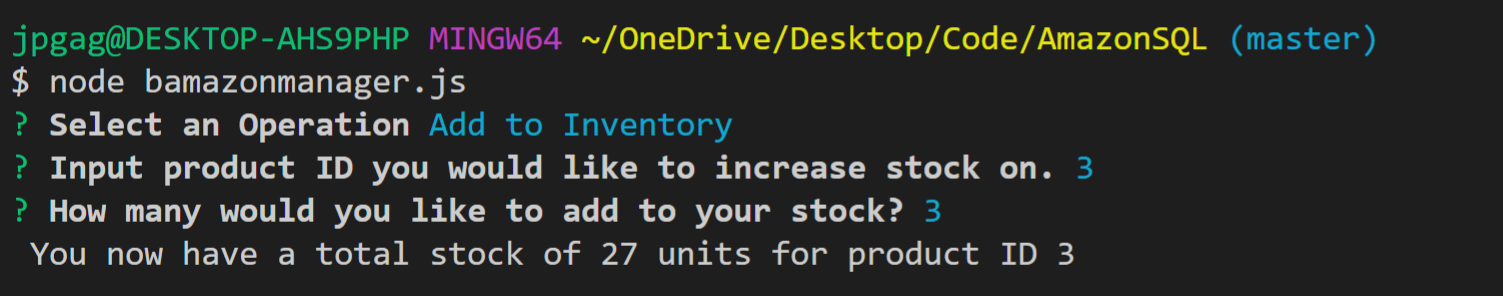 jpgag@DESKTOP-AHS9PHP MINGW64 ~/OneDrive/Desktop/Code/AmazonSQL (master)
$ node bamazonmanager.js
? Select an Operation Add to Inventory
? Input product ID you would like to increase stock on. 3
? How many would you like to add to your stock? 3
You now have a total stock of 27 units for product ID 3